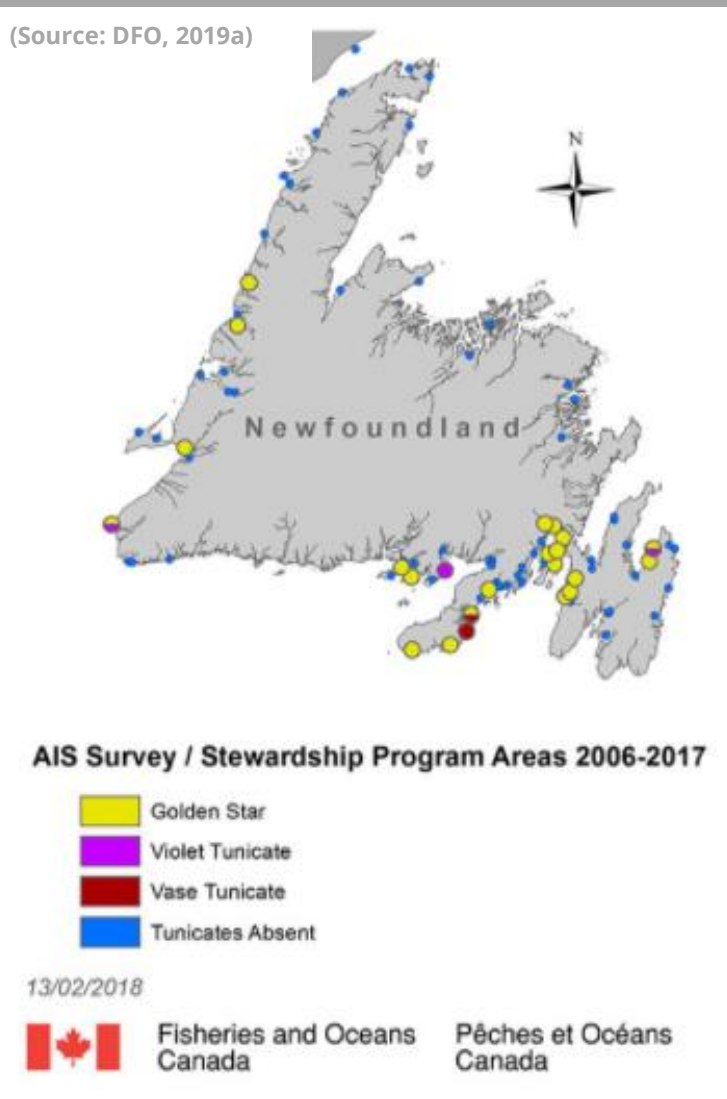 (Source: DFO, 2019a)
N
Newfoundland
AIS Survey / Stewardship Program Areas 2006-2017
Golden Star
Violet Tunicate
Vase Tunicate
Tunicates Absent
13/02/2018
Fisheries and Oceans
Canada
Pêches et Océans
Canada